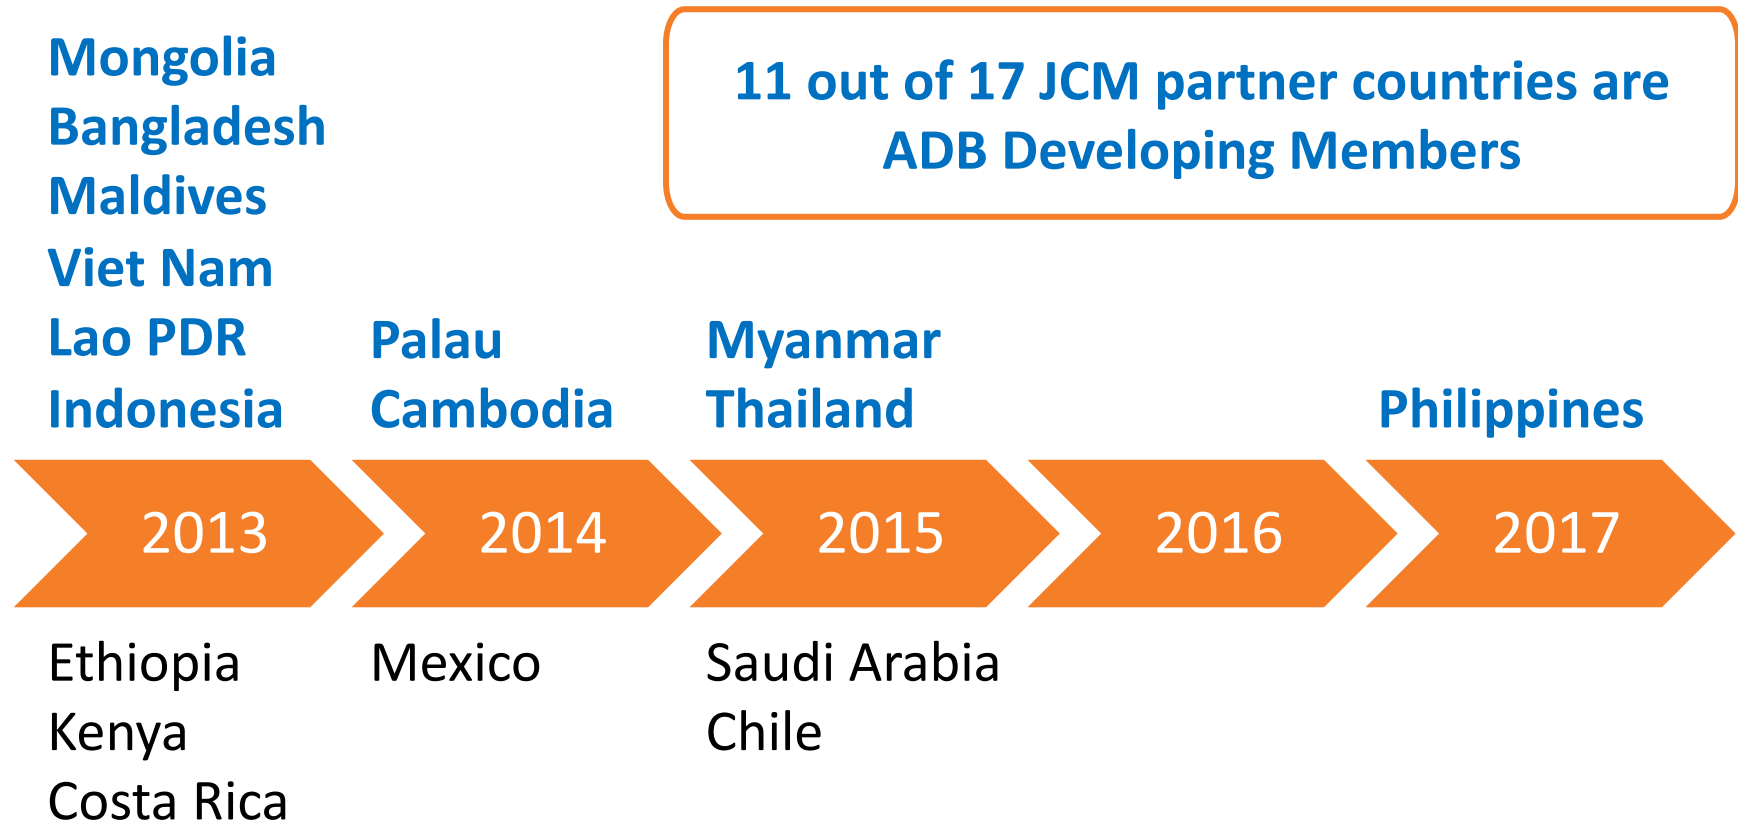 Mongolia
Bangladesh
Maldives
Viet Nam
Lao PDR
Indonesia
11 out of 17 JCM partner countries are
ADB Developing Members
Palau
Cambodia
Myanmar
Thailand
Philippines
2013
2014
2015
2016
2017
Ethiopia
Kenya
Costa Rica
Mexico
Saudi Arabia
Chile